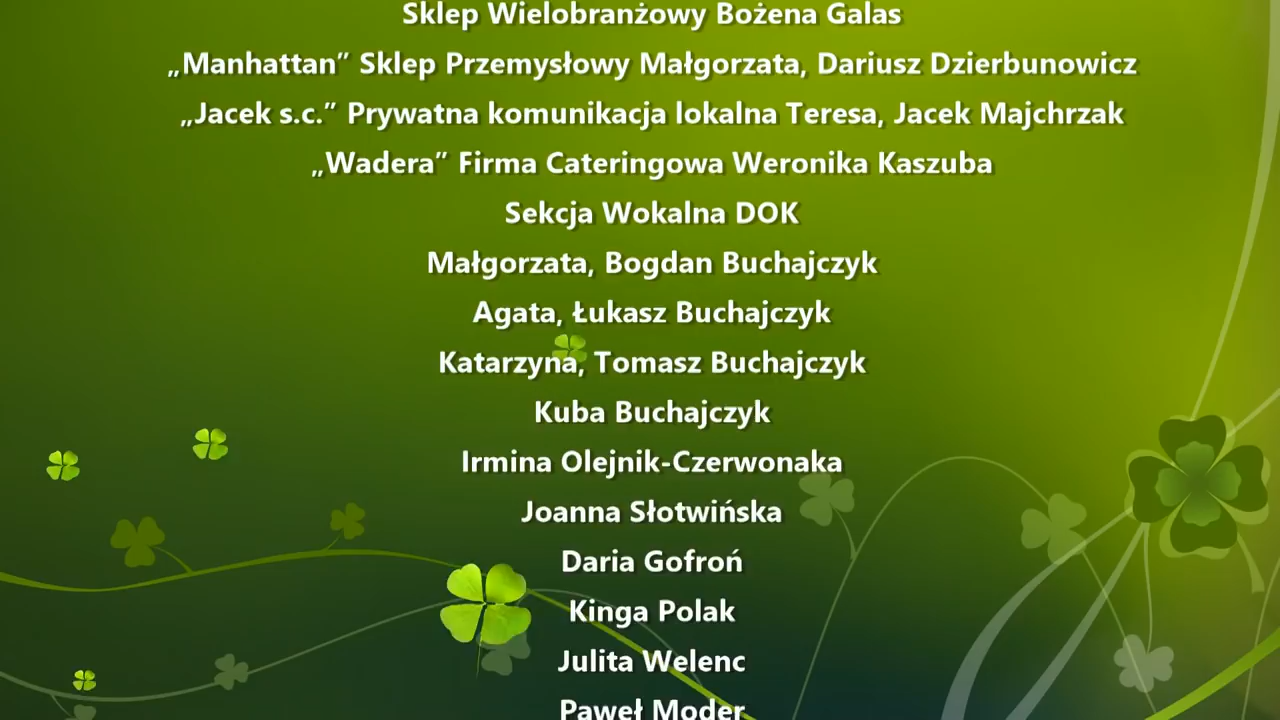 Sklep Wielobranżowy Bożena Galas
„Manhattan” Sklep Przemysłowy Małgorzata, Dariusz Dzierbunowicz
„Jacek s.c.” Prywatna komunikacja lokalna Teresa, Jacek Majchrzak
„Wadera” Firma Cateringowa Weronika Kaszuba
Sekcja Wokalna DOK
Małgorzata, Bogdan Buchajczyk
Agata, Łukasz Buchajczyk
Katarzyna, Tomasz Buchajczyk
Kuba Buchajczyk
Irmina Olejnik-Czerwonaka
Joanna Słotwińska
Daria Gofroń
Kinga Polak
Julita Welenc
Paweł Moder